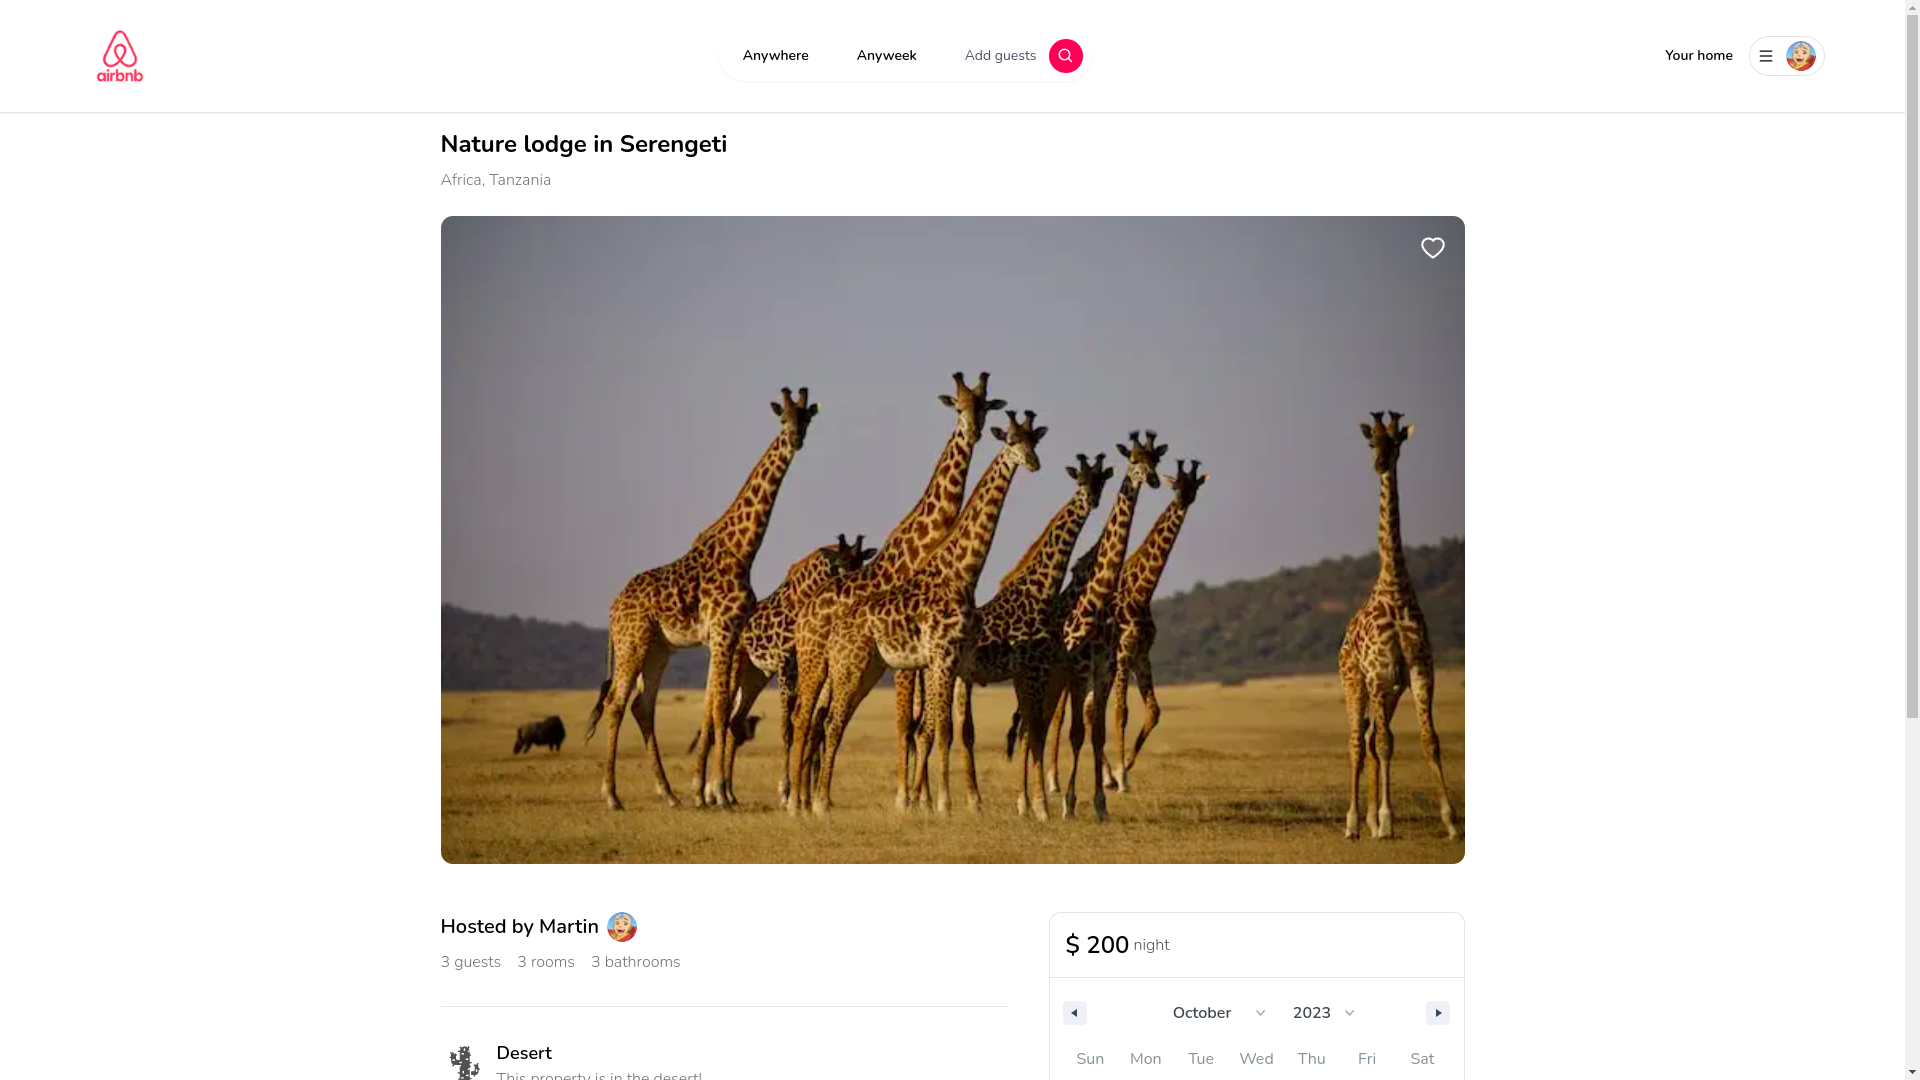 airbnb
Anywhere Anyweek Add guests
Your home
Nature lodge in Serengeti
Africa, Tanzania
Hosted by Martin
3 guests 3 rooms 3 bathrooms
Desert
This property is in the desert!
$ 200 night
October 2023
Sun Mon Tue Wed Thu Fri Sat